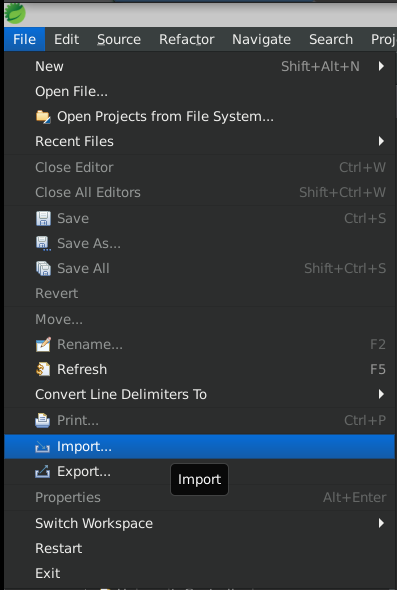 File Edit Source Refactor Navigate Search Proj
New Shift+Alt+N
Open File...
Open Projects from File System...
Recent Files
Close Editor Ctrl+W
Close All Editors Shift+Ctrl+W
Save Ctrl+S
Save As...
Save All Shift+Ctrl+S
Revert
Move...
Rename... F2
Refresh F5
Convert Line Delimiters To
Print... Ctrl+P
Import...
Export...
Import
Properties Alt+Enter
Switch Workspace
Restart
Exit